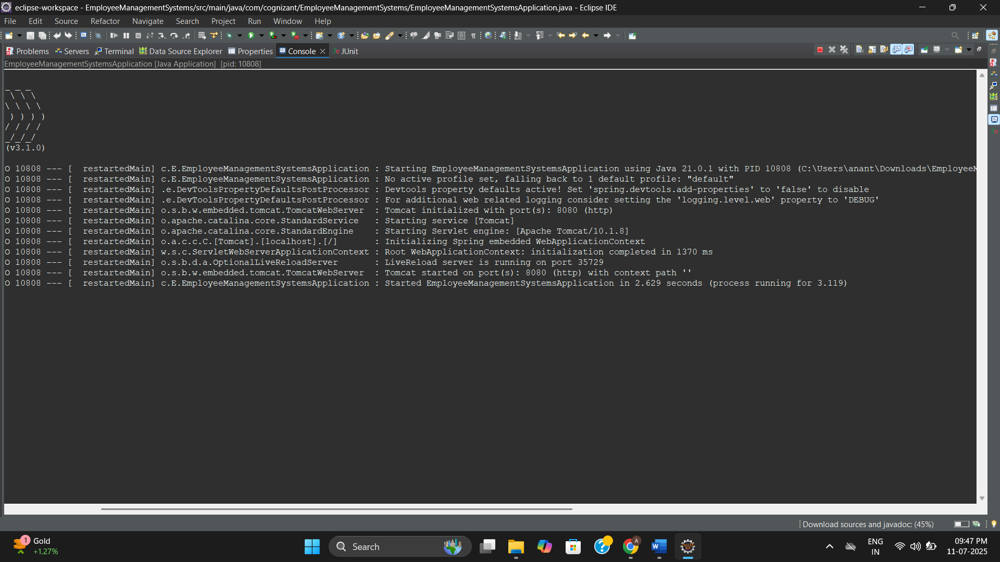 eclipse-workspace - EmployeeManagementSystems/src/main/java/com/cognizant/EmployeeManagementSystems/EmployeeManagementSystemsApplication.java - Eclipse IDE
File Edit Source Refactor Navigate Search Project Run Window Help
Problems Servers Terminal Data Source Explorer Properties Console JUnit
EmployeeManagementSystemsApplication [Java Application] [pid: 10808]
_ _ _
\ \ \
\ \ \ \
) ) ) )
/ / / /
_/_/_/
(v3.1.0)
O 10808 --- [  restartedMain] c.E.EmployeeManagementSystemsApplication : Starting EmployeeManagementSystemsApplication using Java 21.0.1 with PID 10808 (C:\Users\anant\Downloads\EmployeeM
O 10808 --- [  restartedMain] c.E.EmployeeManagementSystemsApplication : No active profile set, falling back to 1 default profile: "default"
O 10808 --- [  restartedMain] .e.DevToolsPropertyDefaultsPostProcessor : Devtools property defaults active! Set 'spring.devtools.add-properties' to 'false' to disable
O 10808 --- [  restartedMain] .e.DevToolsPropertyDefaultsPostProcessor : For additional web related logging consider setting the 'logging.level.web' property to 'DEBUG'
O 10808 --- [  restartedMain] o.s.b.w.embedded.tomcat.TomcatWebServer  : Tomcat initialized with port(s): 8080 (http)
O 10808 --- [  restartedMain] o.apache.catalina.core.StandardService   : Starting service [Tomcat]
O 10808 --- [  restartedMain] o.apache.catalina.core.StandardEngine    : Starting Servlet engine: [Apache Tomcat/10.1.8]
O 10808 --- [  restartedMain] o.a.c.c.C.[Tomcat].[localhost].[/]       : Initializing Spring embedded WebApplicationContext
O 10808 --- [  restartedMain] w.s.c.ServletWebServerApplicationContext : Root WebApplicationContext: initialization completed in 1370 ms
O 10808 --- [  restartedMain] o.s.b.d.a.OptionalLiveReloadServer       : LiveReload server is running on port 35729
O 10808 --- [  restartedMain] o.s.b.w.embedded.tomcat.TomcatWebServer  : Tomcat started on port(s): 8080 (http) with context path ''
O 10808 --- [  restartedMain] c.E.EmployeeManagementSystemsApplication : Started EmployeeManagementSystemsApplication in 2.629 seconds (process running for 3.119)
Download sources and javadoc: (45%)
1 Gold
+1.27%
Search
ENG
IN
09:47 PM
11-07-2025